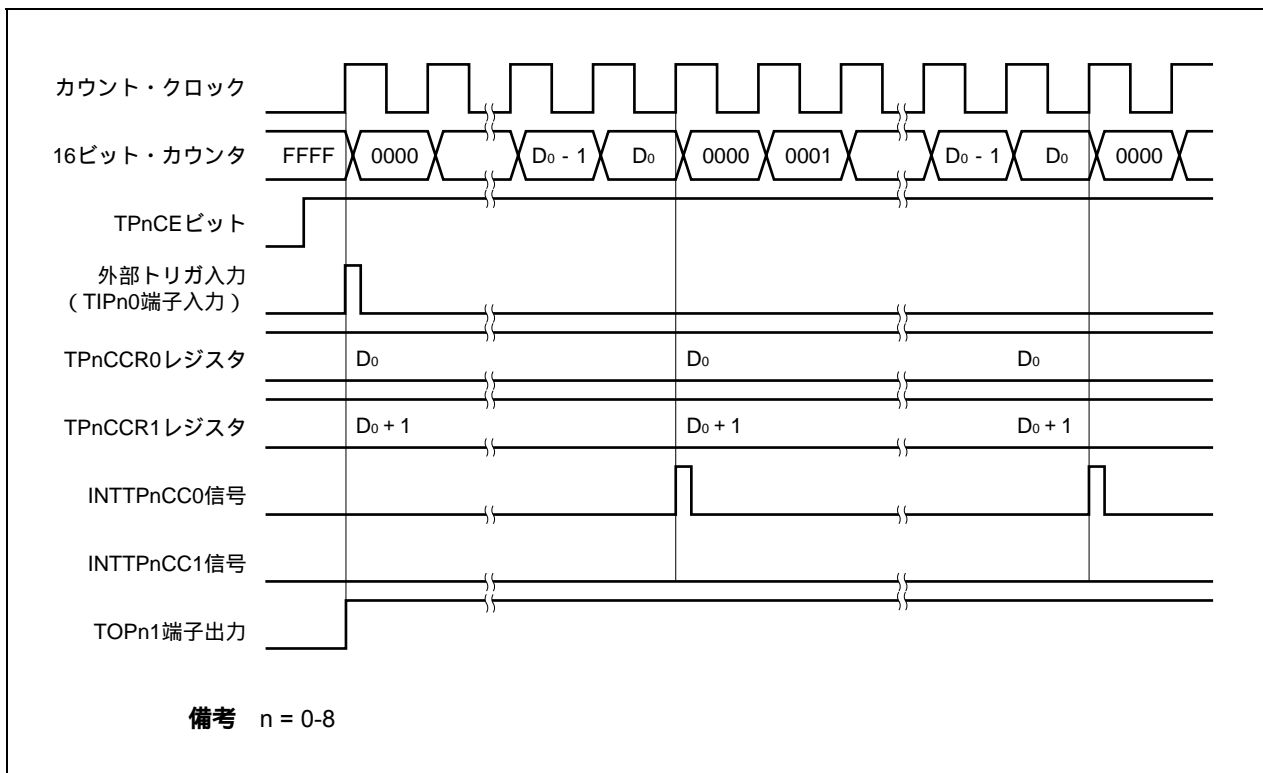 カウント・クロック
16ビット・カウンタ FFFF 0000 D0 - 1 D0 0000 0001 D0 - 1 D0 0000
TPnCEビット
外部トリガ入力
(TIPn0端子入力)
TPnCCR0レジスタ D0 D0 D0
TPnCCR1レジスタ D0 + 1 D0 + 1 D0 + 1
INTTPnCC0信号
INTTPnCC1信号
TOPn1端子出力
備考 n = 0-8